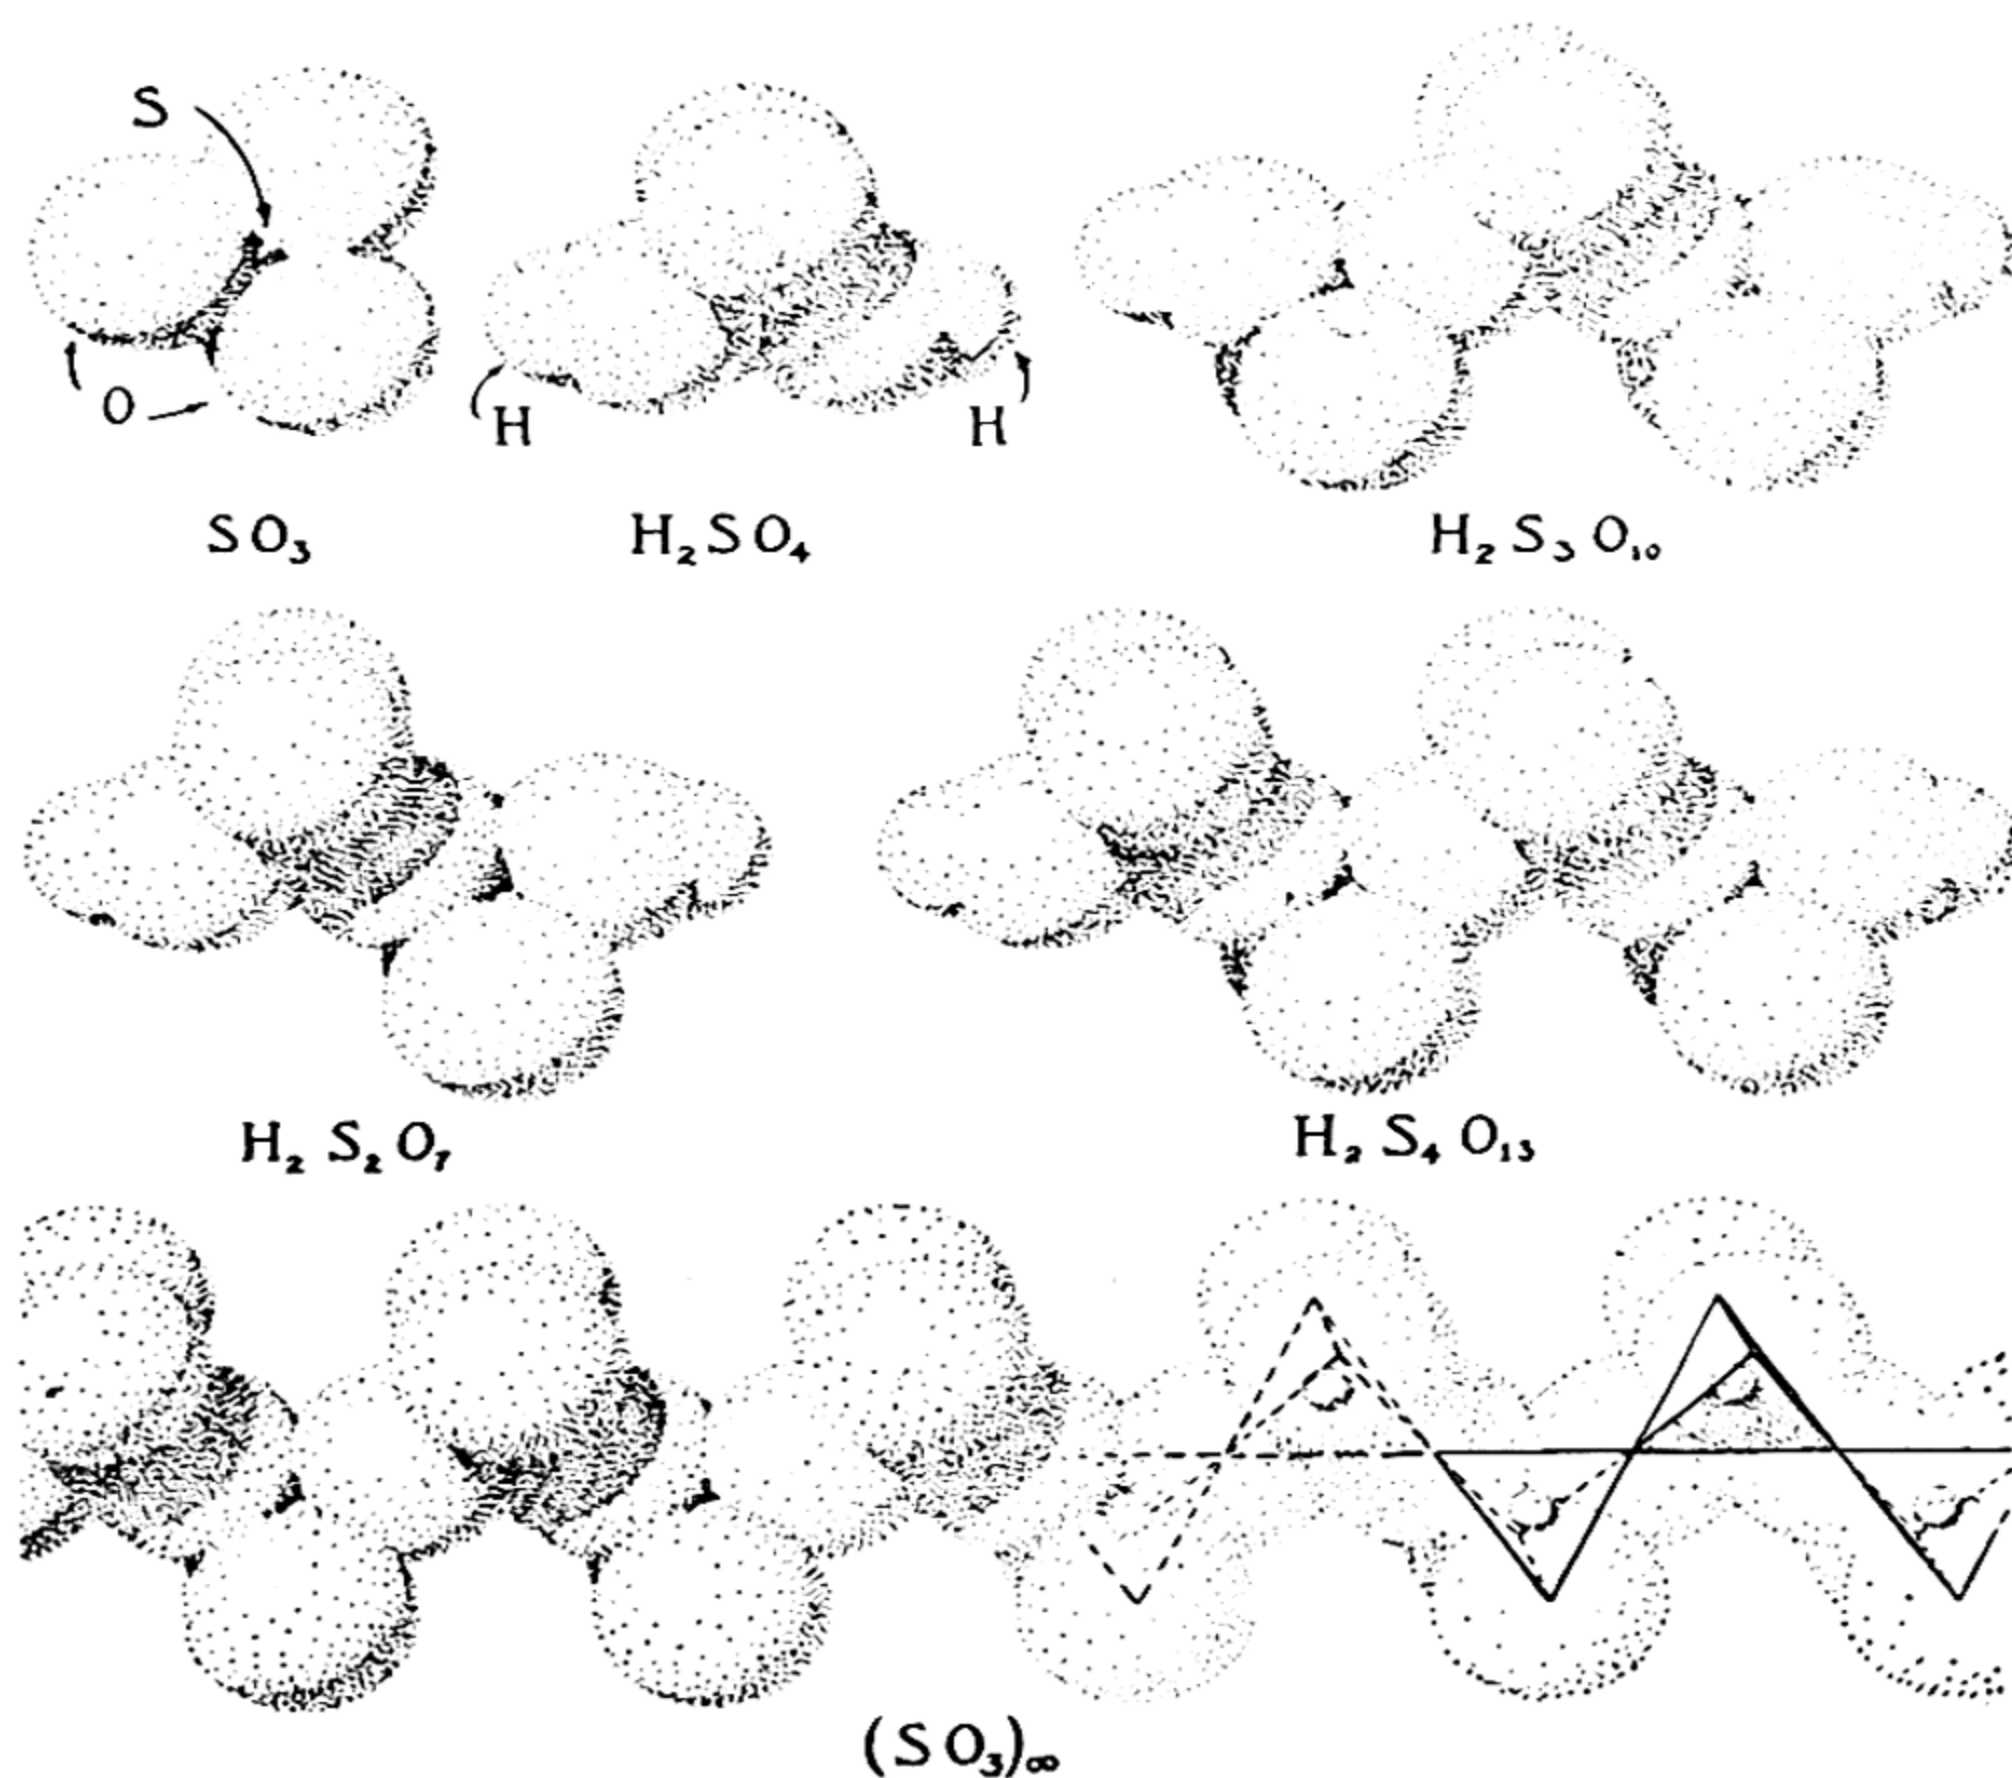 S
O
H H
SO₃ H₂SO₄ H₂S₃O₁₀
H₂S₂O₇ H₂S₄O₁₃
(SO₃)∞